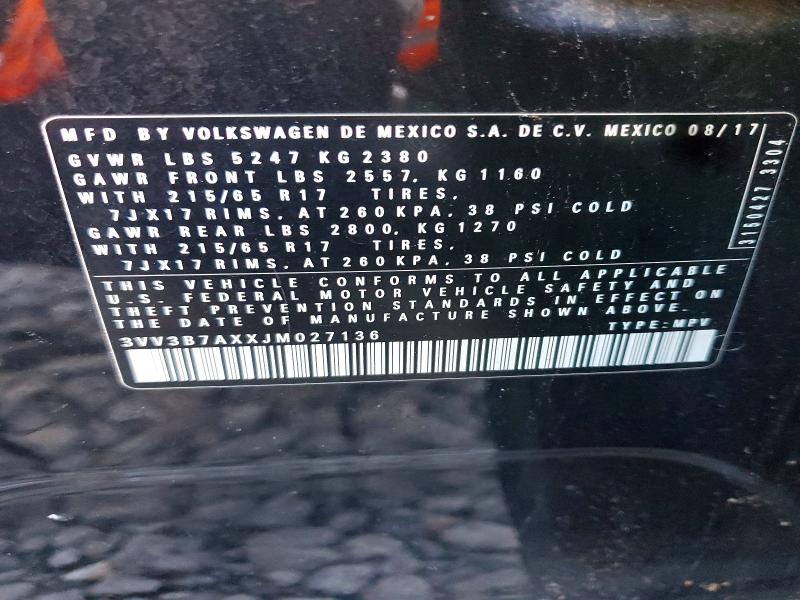 MFD BY VOLKSWAGEN DE MEXICO S.A. DE C.V. MEXICO 08/17
GVWR LBS 5247 KG 2380
GAWR FRONT LBS 2557, KG 1160
WITH 215/65 R17 TIRES,
7JX17 RIMS, AT 260 KPA, 38 PSI COLD
GAWR REAR LBS 2800, KG 1270
WITH 215/65 R17 TIRES,
7JX17 RIMS, AT 260 KPA, 38 PSI COLD
3150427 3304
THIS VEHICLE CONFORMS TO ALL APPLICABLE
U.S. FEDERAL MOTOR VEHICLE SAFETY AND
THEFT PREVENTION STANDARDS IN EFFECT ON
THE DATE OF MANUFACTURE SHOWN ABOVE.
TYPE: MPV
3VV3B7AXXJM027136